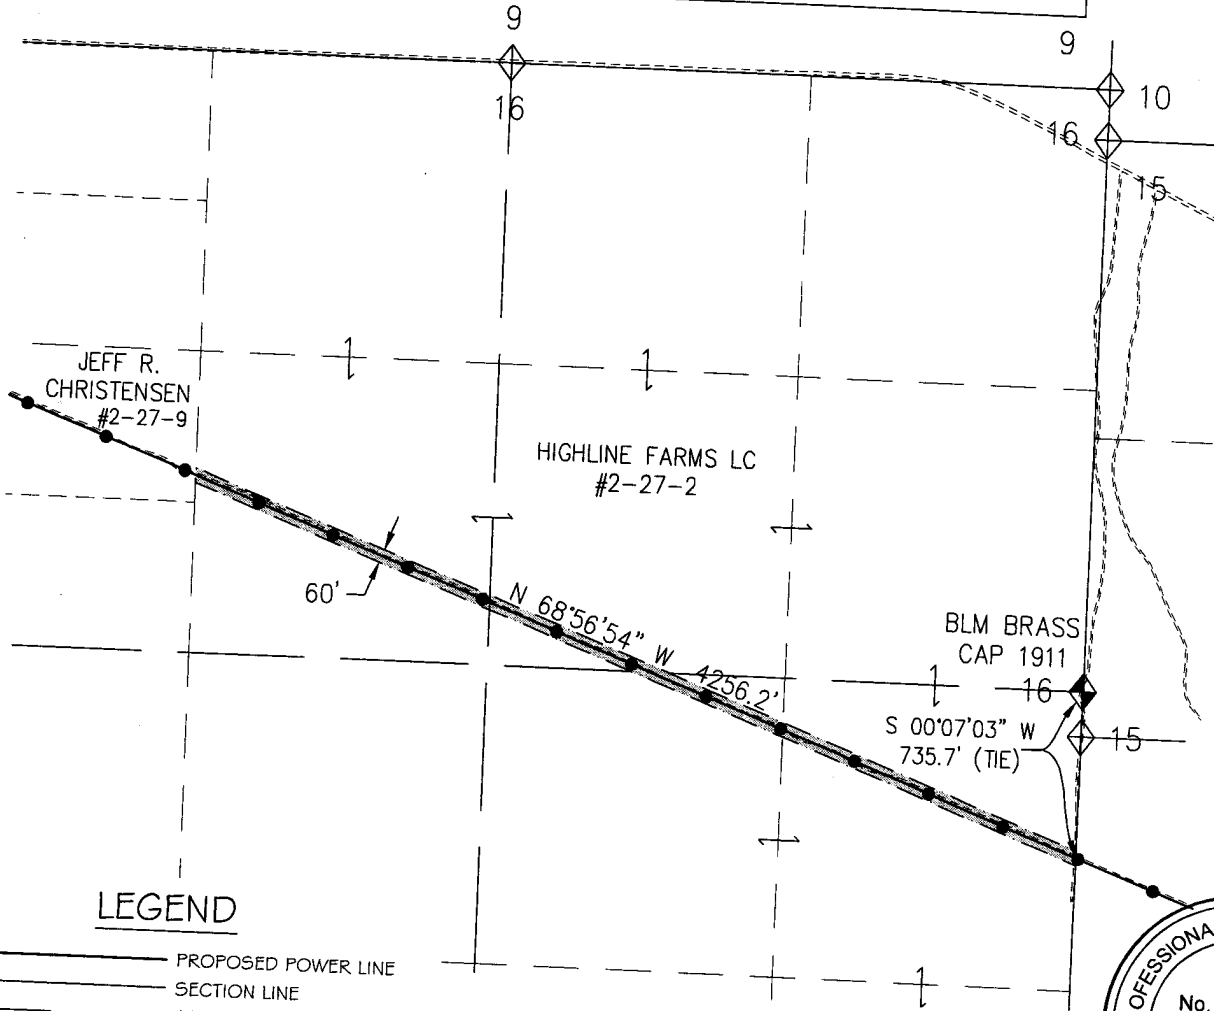 9
9
16
10
16
15
JEFF R.
CHRISTENSEN
#2-27-9
HIGHLINE FARMS LC
#2-27-2
60'
N 68°56'54" W 4256.2'
BLM BRASS
CAP 1911
16
S 00°07'03" W
735.7' (TIE)
15
LEGEND
PROPOSED POWER LINE
SECTION LINE
No.